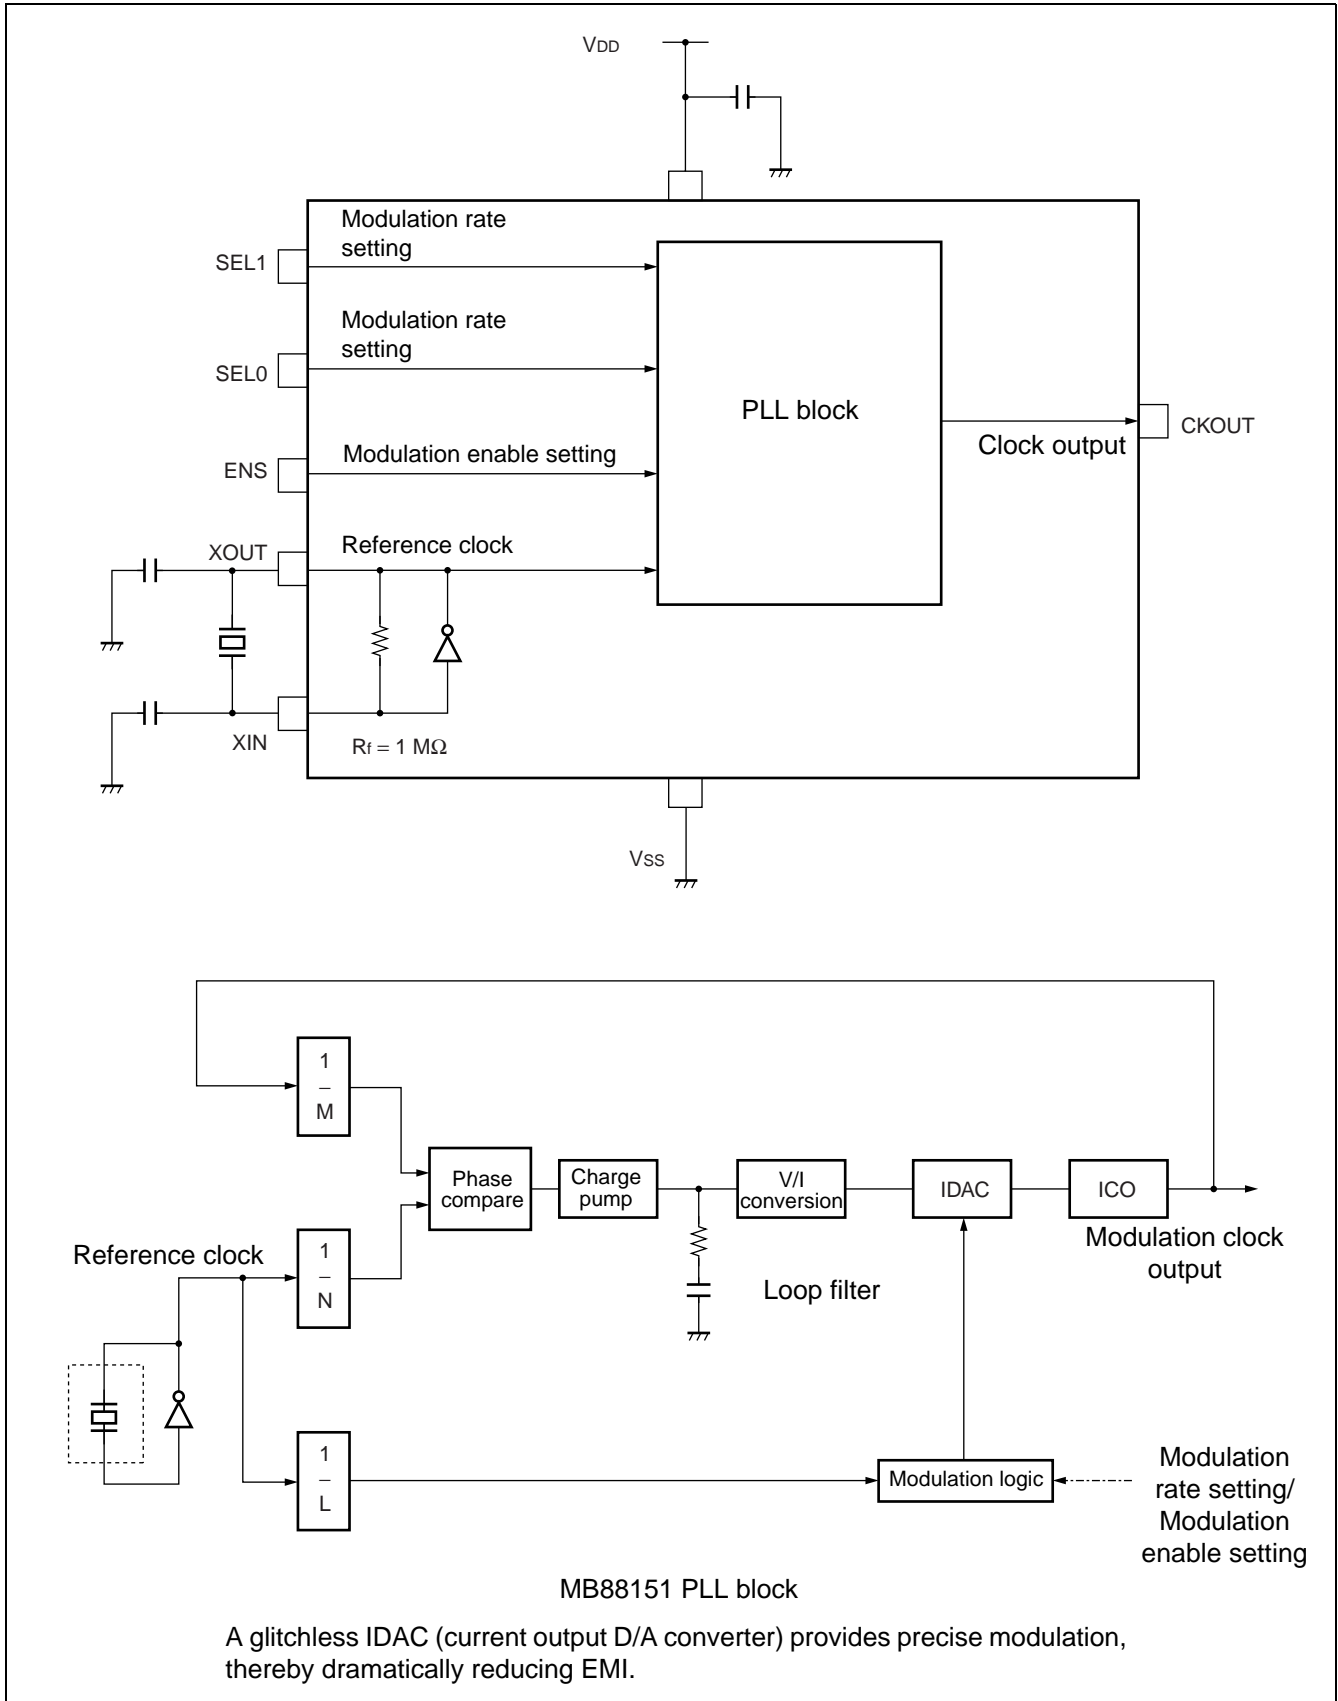 VDD
Modulation rate
setting
SEL1
Modulation rate
setting
SEL0
PLL block
CKOUT
Clock output
Modulation enable setting
ENS
Reference clock
XOUT
XIN
Rf = 1 MΩ
VSS
1
M
Phase
compare
Charge
pump
V/I
conversion
IDAC
ICO
Modulation clock
output
Reference clock
1
N
Loop filter
1
L
Modulation logic
Modulation
rate setting/
Modulation
enable setting
MB88151 PLL block
A glitchless IDAC (current output D/A converter) provides precise modulation,
thereby dramatically reducing EMI.